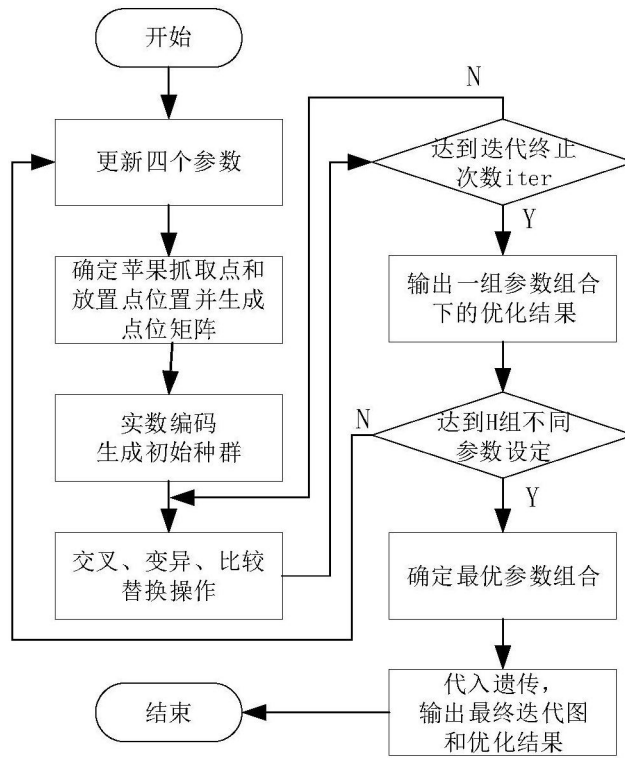 开始
更新四个参数
确定苹果抓取点和
放置点位置并生成
点位矩阵
实数编码
生成初始种群
交叉、变异、比较
替换操作
N
达到迭代终止
次数iter
Y
输出一组参数组合
下的优化结果
N
达到H组不同
参数设定
Y
确定最优参数组合
代入遗传，
输出最终迭代图
和优化结果
结束